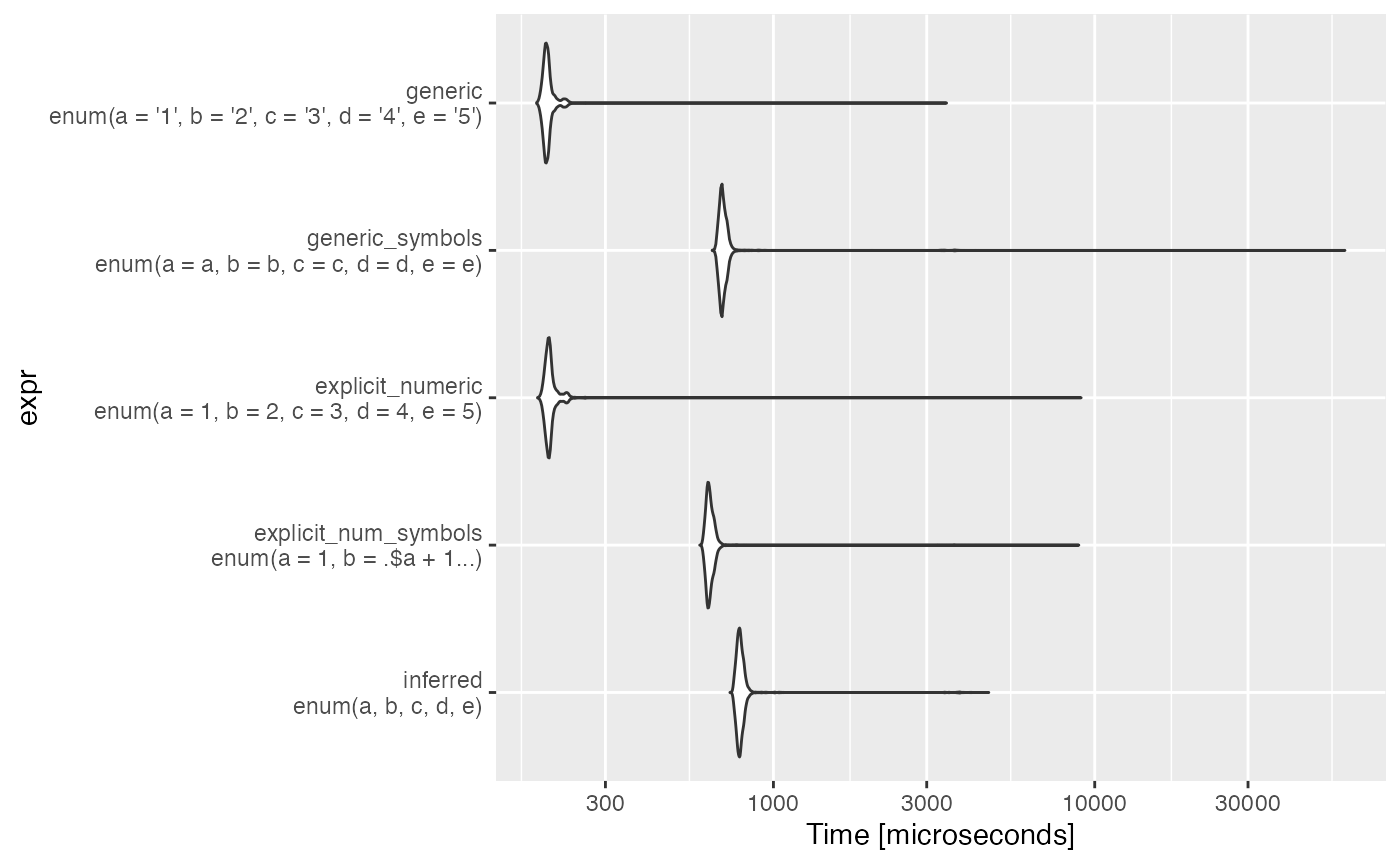 generic
enum(a = '1', b = '2', c = '3', d = '4', e = '5')
generic_symbols
enum(a = a, b = b, c = c, d = d, e = e)
explicit_numeric
enum(a = 1, b = 2, c = 3, d = 4, e = 5)
explicit_num_symbols
enum(a = 1, b = .$a + 1...)
inferred
enum(a, b, c, d, e)
expr
300 1000 3000 10000 30000
Time [microseconds]